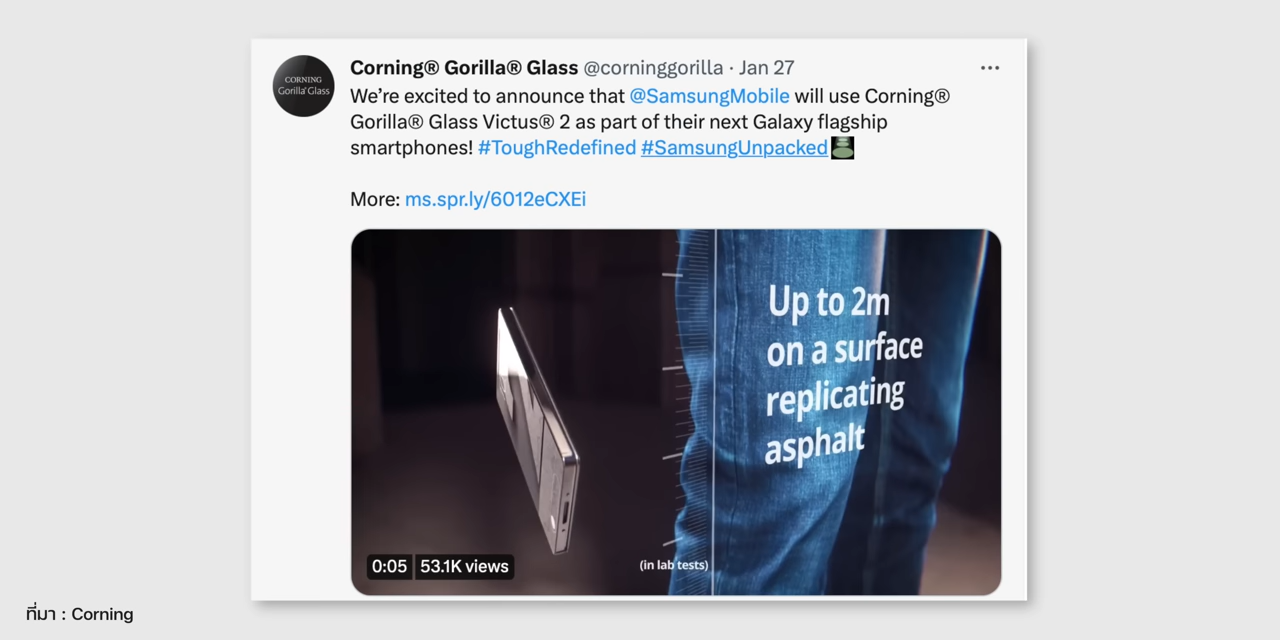 CORNING
Gorilla® Glass
Corning® Gorilla® Glass @corninggorilla · Jan 27
We’re excited to announce that @SamsungMobile will use Corning®
Gorilla® Glass Victus® 2 as part of their next Galaxy flagship
smartphones! #ToughRedefined #SamsungUnpacked
More: ms.spr.ly/6012eCXEi
Up to 2m
on a surface
replicating
asphalt
(in lab tests)
0:05 53.1K views
ที่มา : Corning